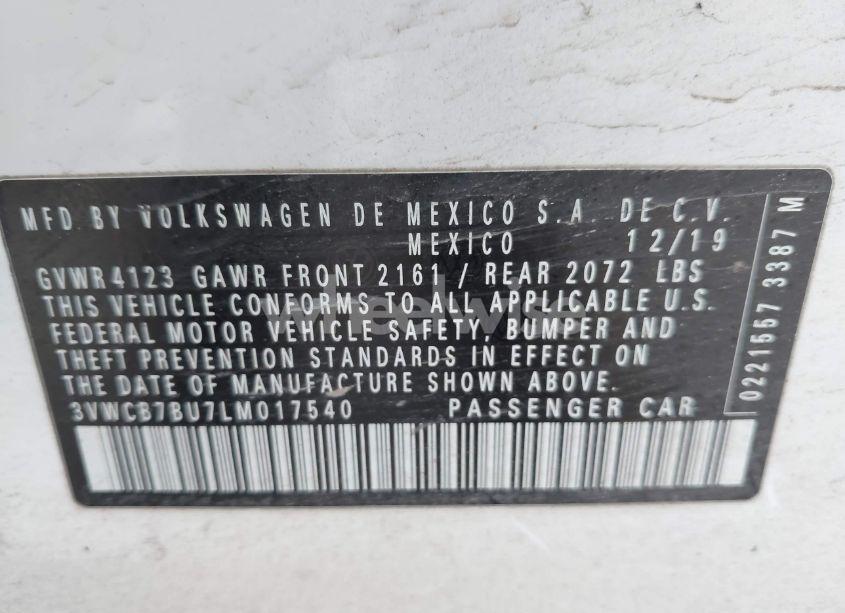 MFD BY VOLKSWAGEN DE MEXICO S.A. DE C.V.
MEXICO 12/19
GVWR 4123 GAWR FRONT 2161 / REAR 2072 LBS
THIS VEHICLE CONFORMS TO ALL APPLICABLE U.S.
FEDERAL MOTOR VEHICLE SAFETY, BUMPER AND
THEFT PREVENTION STANDARDS IN EFFECT ON
THE DATE OF MANUFACTURE SHOWN ABOVE.
3VWCB7BU7LM017540 PASSENGER CAR
0221557 3387 M
wheelwise